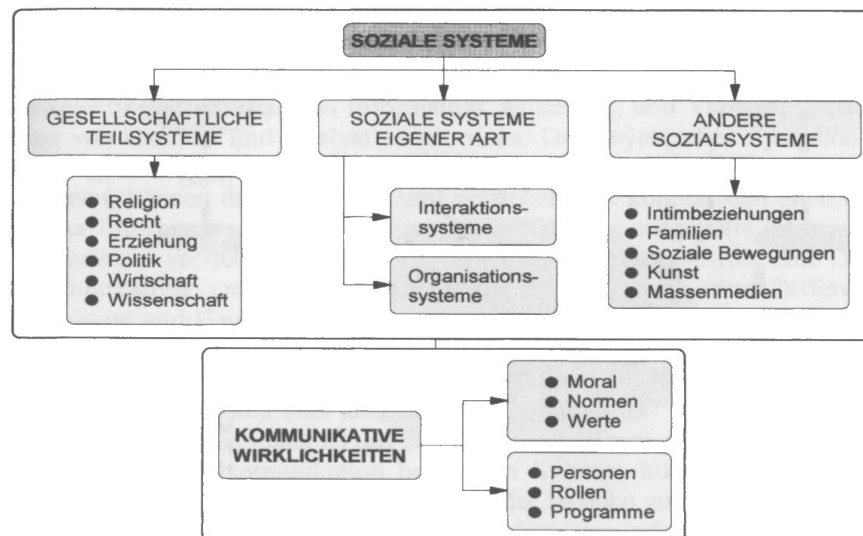 SOZIALE SYSTEME
GESELLSCHAFTLICHE
TEILSYSTEME
Religion
Recht
Erziehung
Politik
Wirtschaft
Wissenschaft
SOZIALE SYSTEME
EIGENER ART
Interaktions-
systeme
Organisations-
systeme
ANDERE
SOZIALSYSTEME
Intimbeziehungen
Familien
Soziale Bewegungen
Kunst
Massenmedien
KOMMUNIKATIVE
WIRKLICHKEITEN
Moral
Normen
Werte
Personen
Rollen
Programme